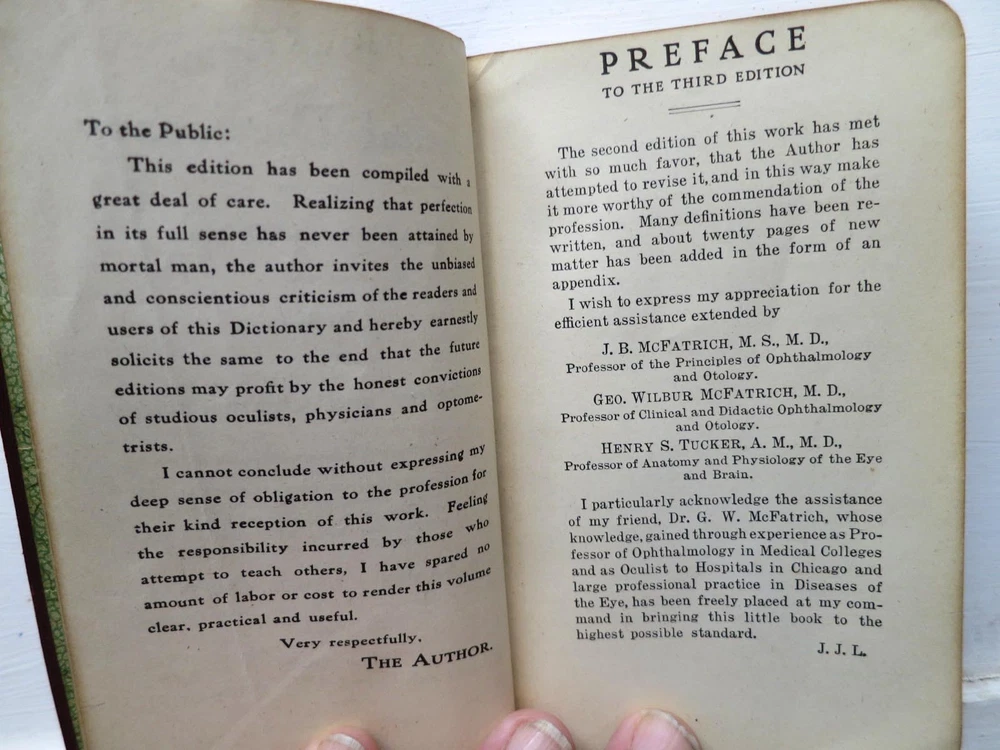 To the Public:
This edition has been compiled with a
great deal of care. Realizing that perfection
in its full sense has never been attained by
mortal man, the author invites the unbiased
and conscientious criticism of the readers and
users of this Dictionary and hereby earnestly
solicits the same to the end that the future
editions may profit by the honest convictions
of studious oculists, physicians and optome-
trists.
I cannot conclude without expressing my
deep sense of obligation to the profession for
their kind reception of this work. Feeling
the responsibility incurred by those who
attempt to teach others, I have spared no
amount of labor or cost to render this volume
clear, practical and useful.
Very respectfully,
THE AUTHOR.
PREFACE
TO THE THIRD EDITION
The second edition of this work has met
with so much favor, that the Author has
attempted to revise it, and in this way make
it more worthy of the commendation of the
profession. Many definitions have been re-
written, and about twenty pages of new
matter has been added in the form of an
appendix.
I wish to express my appreciation for the
efficient assistance extended by
J. B. MCFATRICH, M. S., M. D.,
Professor of the Principles of Ophthalmology
and Otology.
GEO. WILBUR MCFATRICH, M. D.,
Professor of Clinical and Didactic Ophthalmology
and Otology.
HENRY S. TUCKER, A. M., M. D.,
Professor of Anatomy and Physiology of the Eye
and Brain.
I particularly acknowledge the assistance
of my friend, Dr. G. W. McFatrich, whose
knowledge, gained through experience as Pro-
fessor of Ophthalmology in Medical Colleges
and as Oculist to Hospitals in Chicago and
large professional practice in Diseases of
the Eye, has been freely placed at my com-
mand in bringing this little book to the
highest possible standard.
J. J. L.